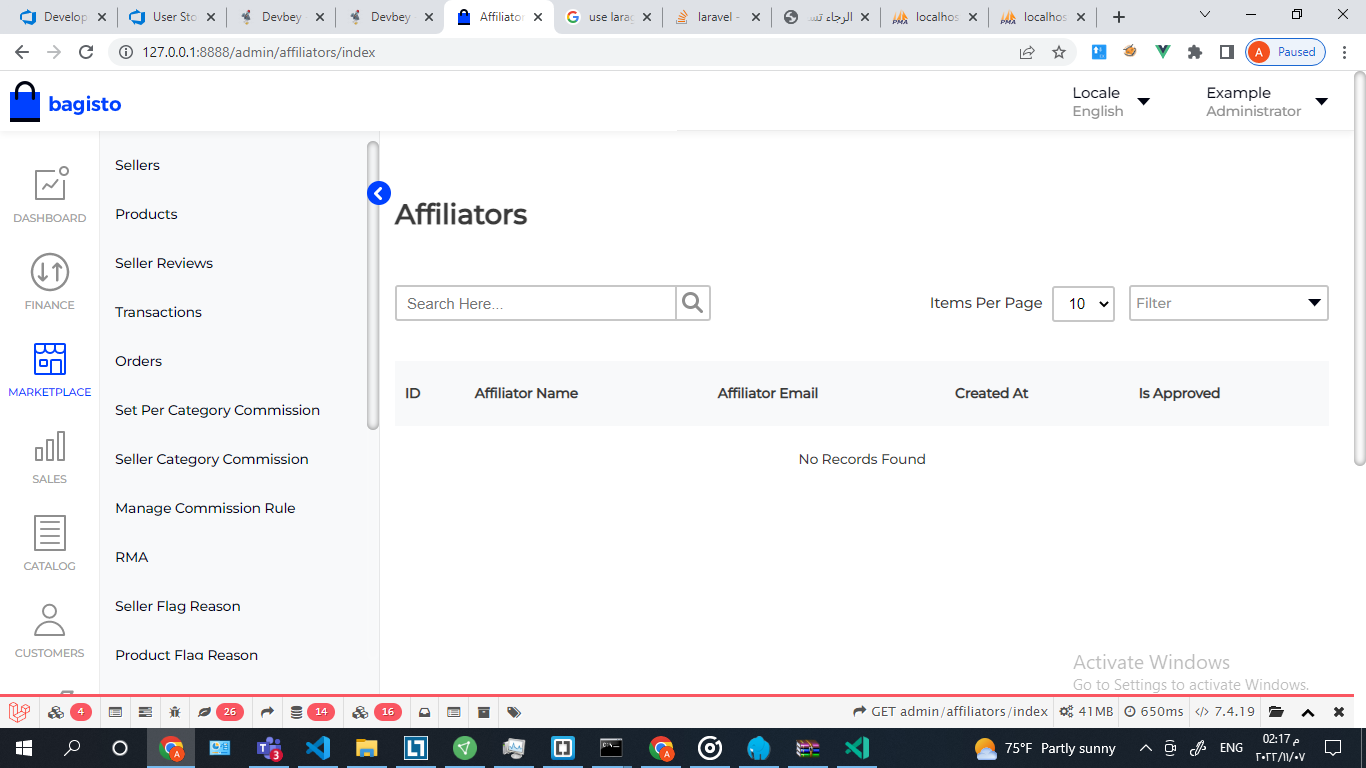 Develop
User Sto
Devbey
Devbey
Affiliator
use larag
laravel -
الرجاء تس
localhos
localhos
127.0.0.1:8888/admin/affiliators/index
A
Paused
bagisto
Locale
English
Example
Administrator
DASHBOARD
FINANCE
MARKETPLACE
SALES
CATALOG
CUSTOMERS
Sellers
Products
Seller Reviews
Transactions
Orders
Set Per Category Commission
Seller Category Commission
Manage Commission Rule
RMA
Seller Flag Reason
Product Flag Reason
Affiliators
Search Here...
Items Per Page
10
Filter
ID Affiliator Name Affiliator Email Created At Is Approved
No Records Found
Activate Windows
Go to Settings to activate Windows.
4
26
14
16
GET admin/affiliators/index
41MB
650ms
7.4.19
3
75°F Partly sunny
ENG
02:17 م
٢٠٢٢/١١/٠٧